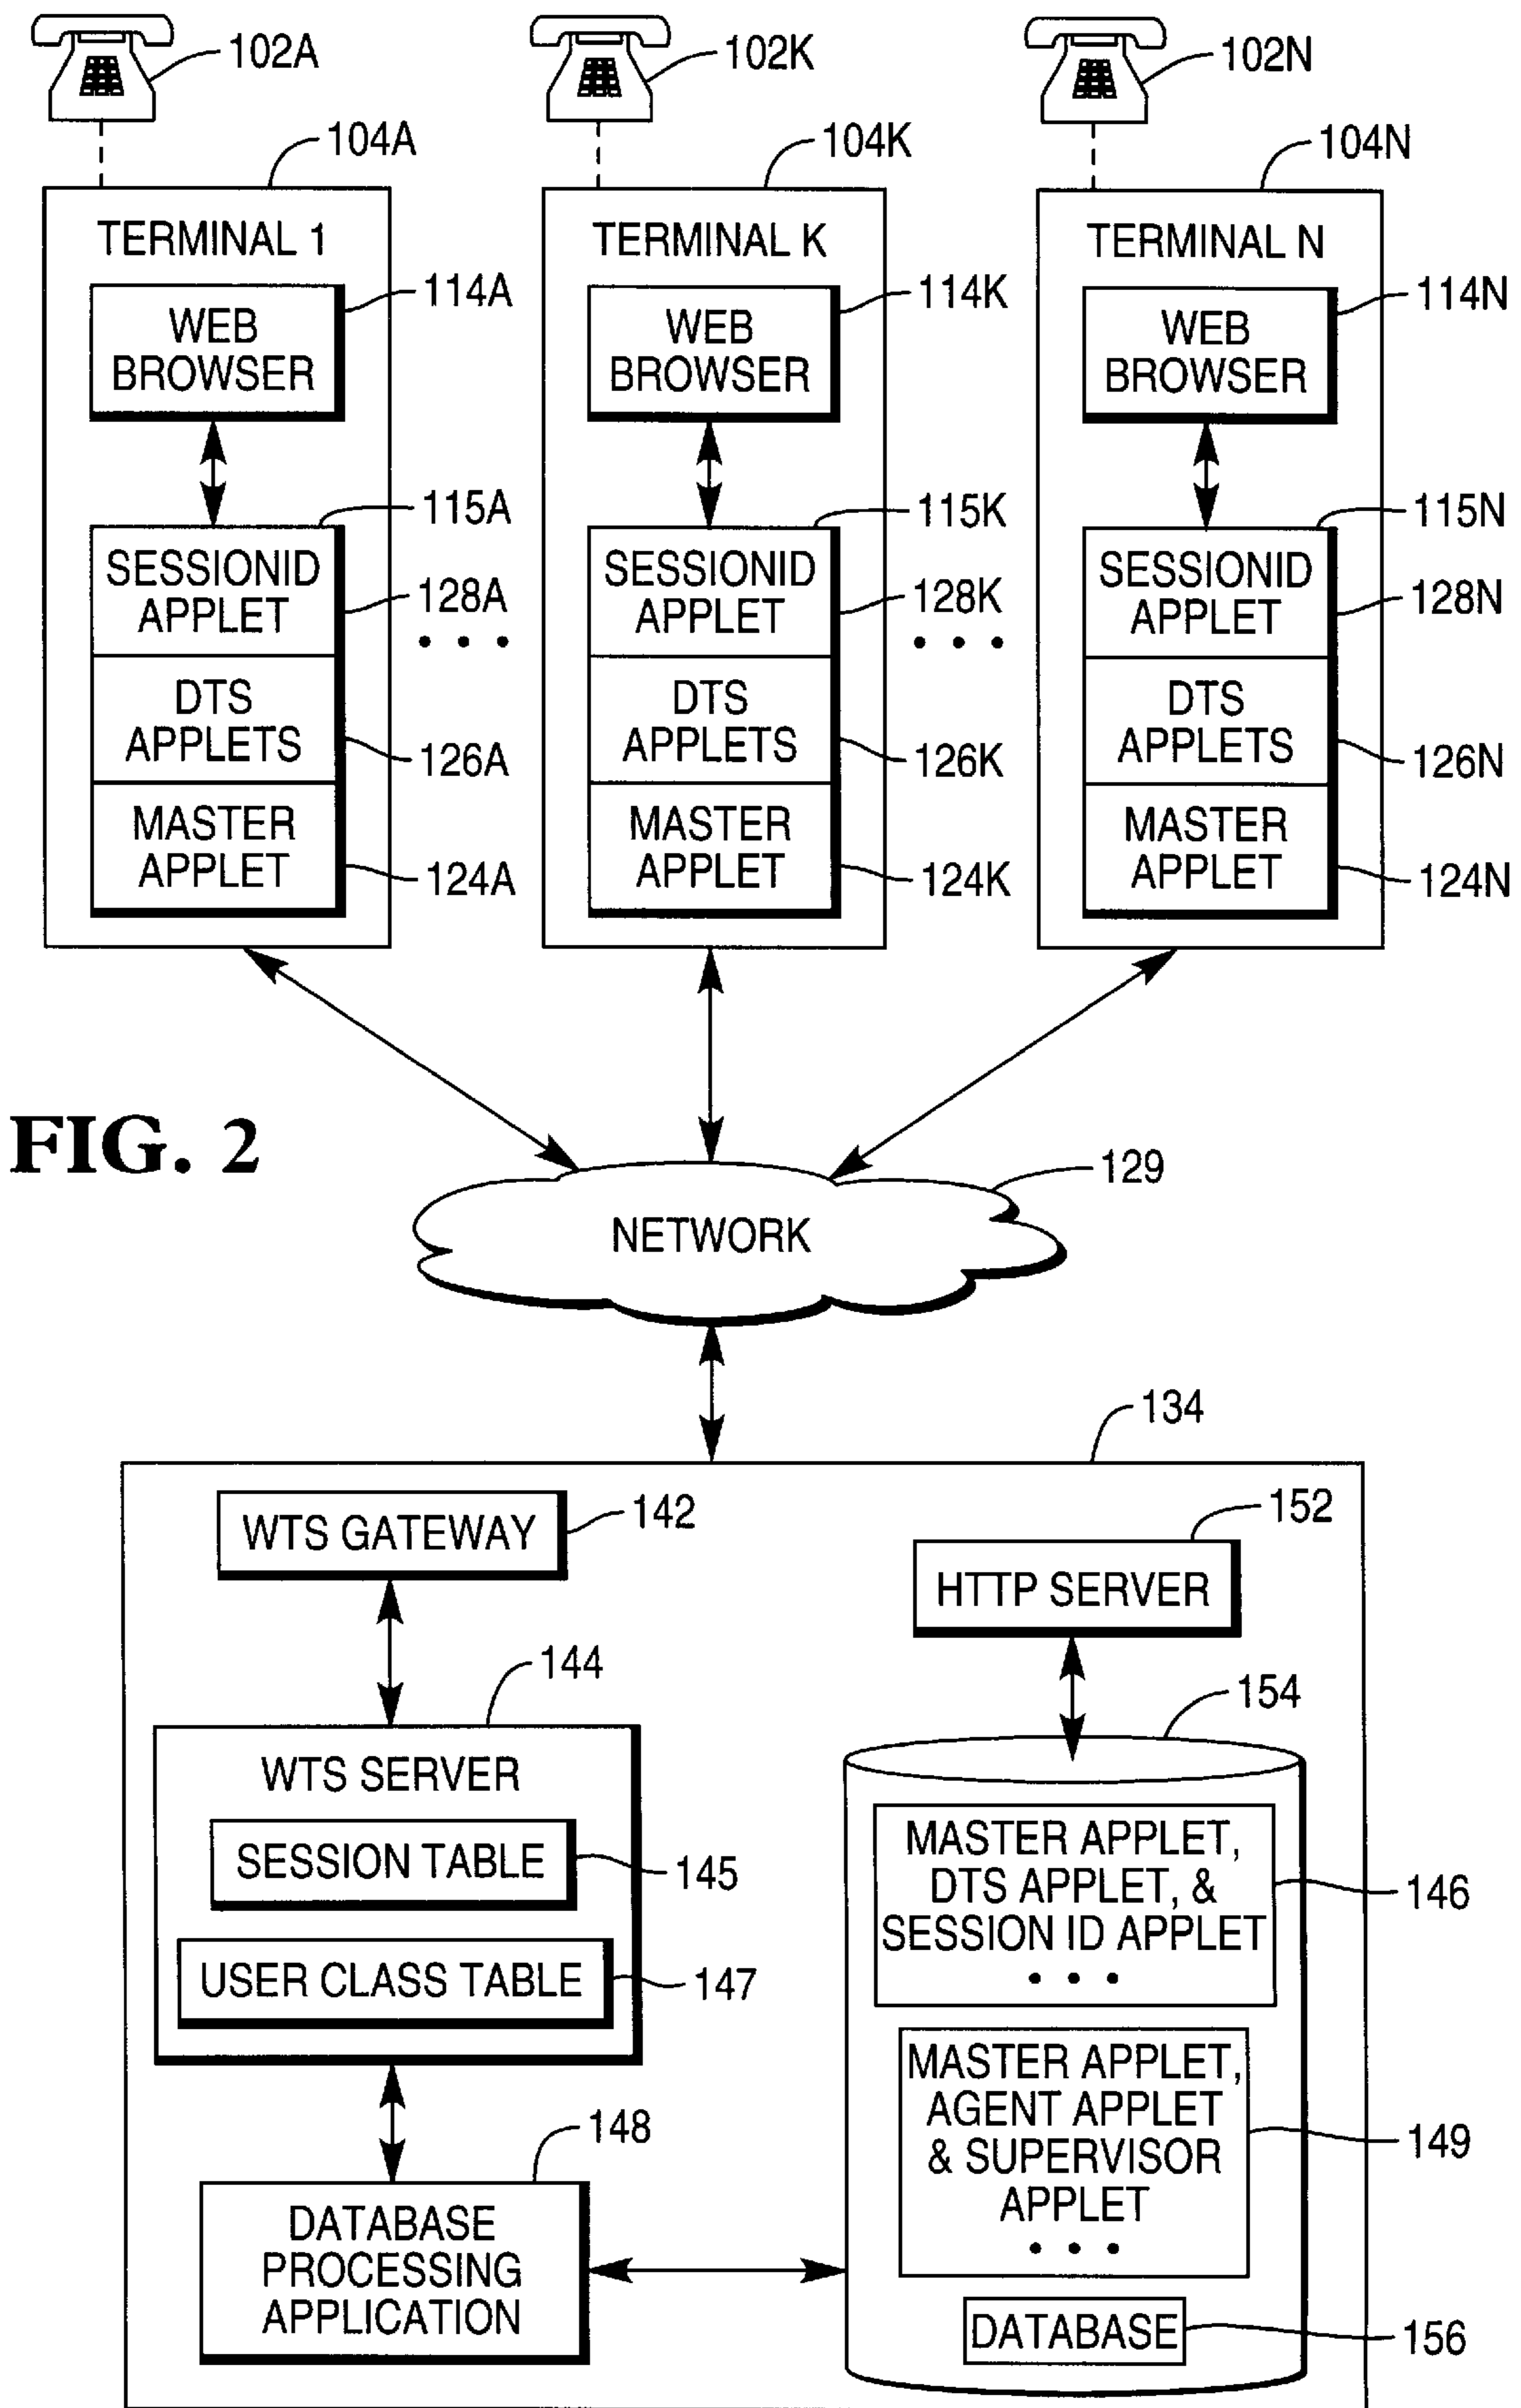 102A
102K
102N
104A
104K
104N
TERMINAL 1
TERMINAL K
TERMINAL N
114A
114K
114N
WEB
BROWSER
WEB
BROWSER
WEB
BROWSER
115A
115K
115N
SESSIONID
APPLET
SESSIONID
APPLET
SESSIONID
APPLET
128A
128K
128N
• • •
• • •
DTS
APPLETS
DTS
APPLETS
DTS
APPLETS
126A
126K
126N
MASTER
APPLET
MASTER
APPLET
MASTER
APPLET
124A
124K
124N
FIG. 2
129
NETWORK
134
WTS GATEWAY
142
152
HTTP SERVER
144
154
WTS SERVER
SESSION TABLE
145
USER CLASS TABLE
147
MASTER APPLET,
DTS APPLET, &
SESSION ID APPLET
• • •
146
MASTER APPLET,
AGENT APPLET
& SUPERVISOR
APPLET
• • •
149
148
DATABASE
PROCESSING
APPLICATION
DATABASE
156